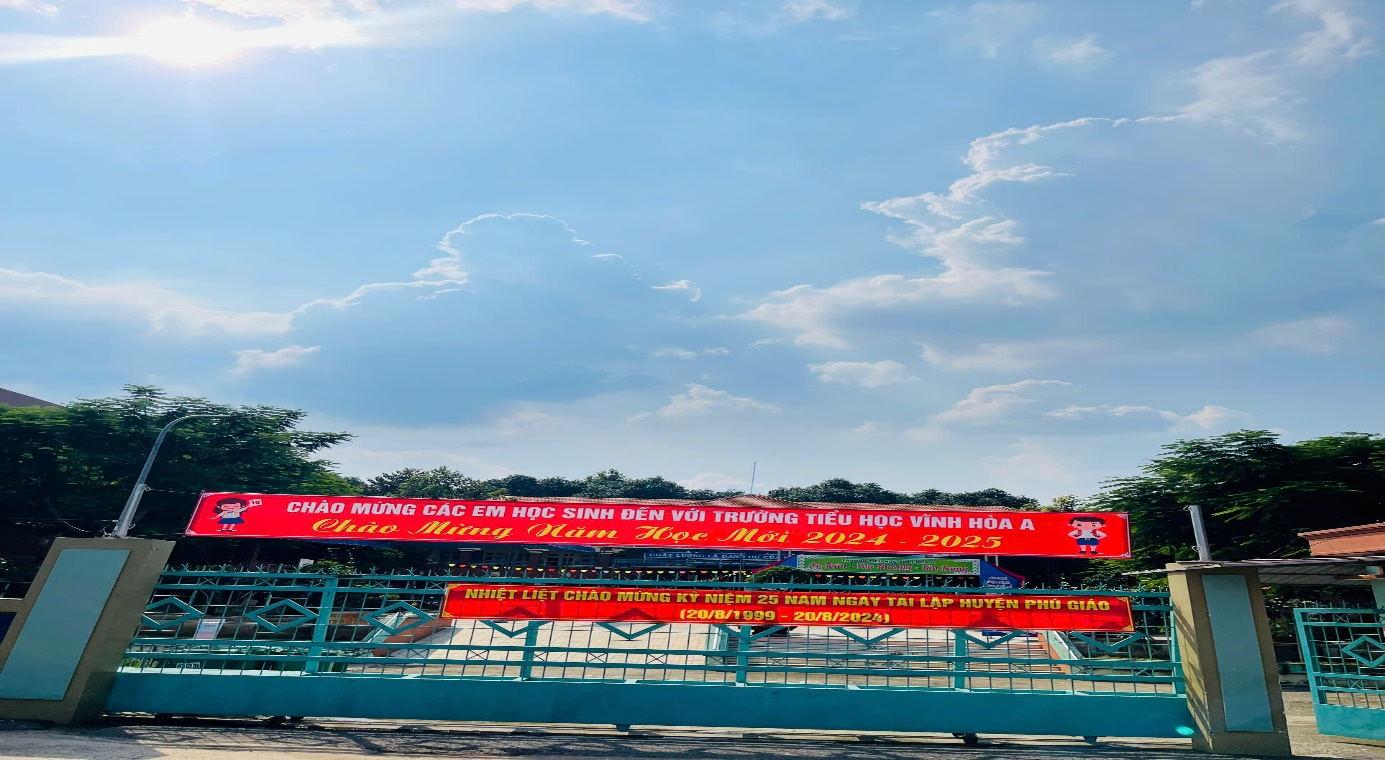 CHÀO MỪNG CÁC EM HỌC SINH ĐẾN VỚI TRƯỜNG TIỂU HỌC VĨNH HÒA A
Chào Mừng Năm Học Mới 2024 - 2025
NHIỆT LIỆT CHÀO MỪNG KỶ NIỆM 25 NĂM NGÀY TÁI LẬP HUYỆN PHÚ GIÁO
(20/8/1999 - 20/8/2024)